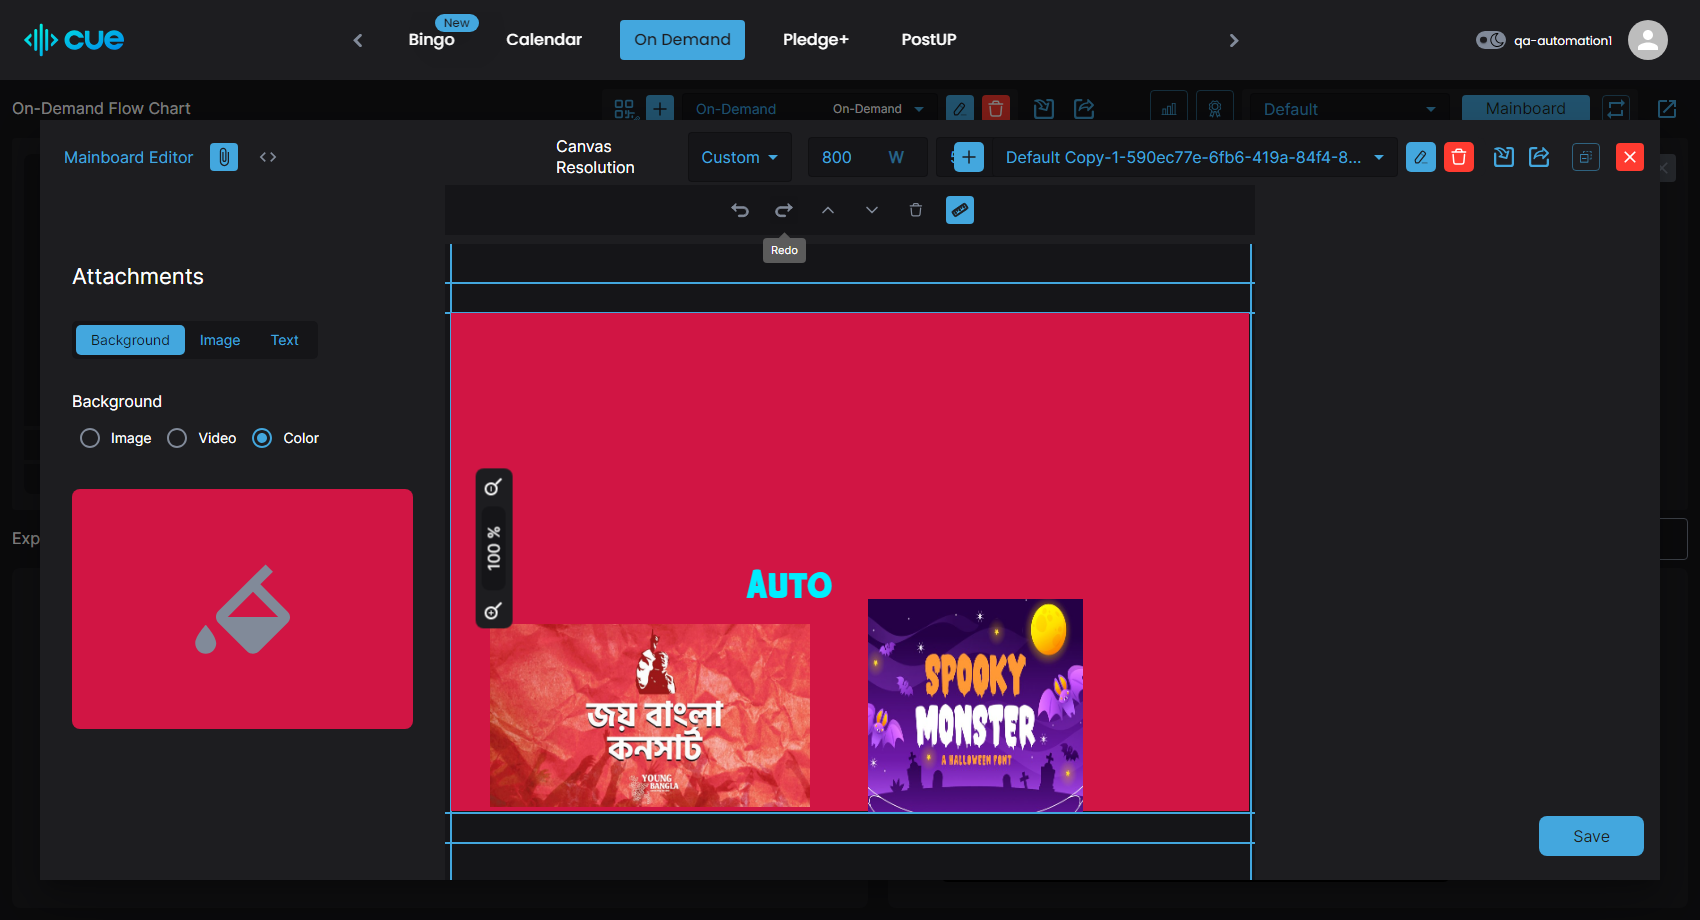 cue
New
Bingo
Calendar
On Demand
Pledge+
PostUP
qa-automation1
On-Demand Flow Chart
On-Demand
On-Demand
Default
Mainboard
Mainboard Editor
Canvas
Resolution
Custom
800
W
Default Copy-1-590ec77e-6fb6-419a-84f4-8...
Redo
Attachments
Background
Image
Text
Background
Image
Video
Color
Exp
100 %
AUTO
জয় বাংলা
কনসার্ট
YOUNG
BANGLA
SPOOKY
MONSTER
A HALLOWEEN FONT
Save